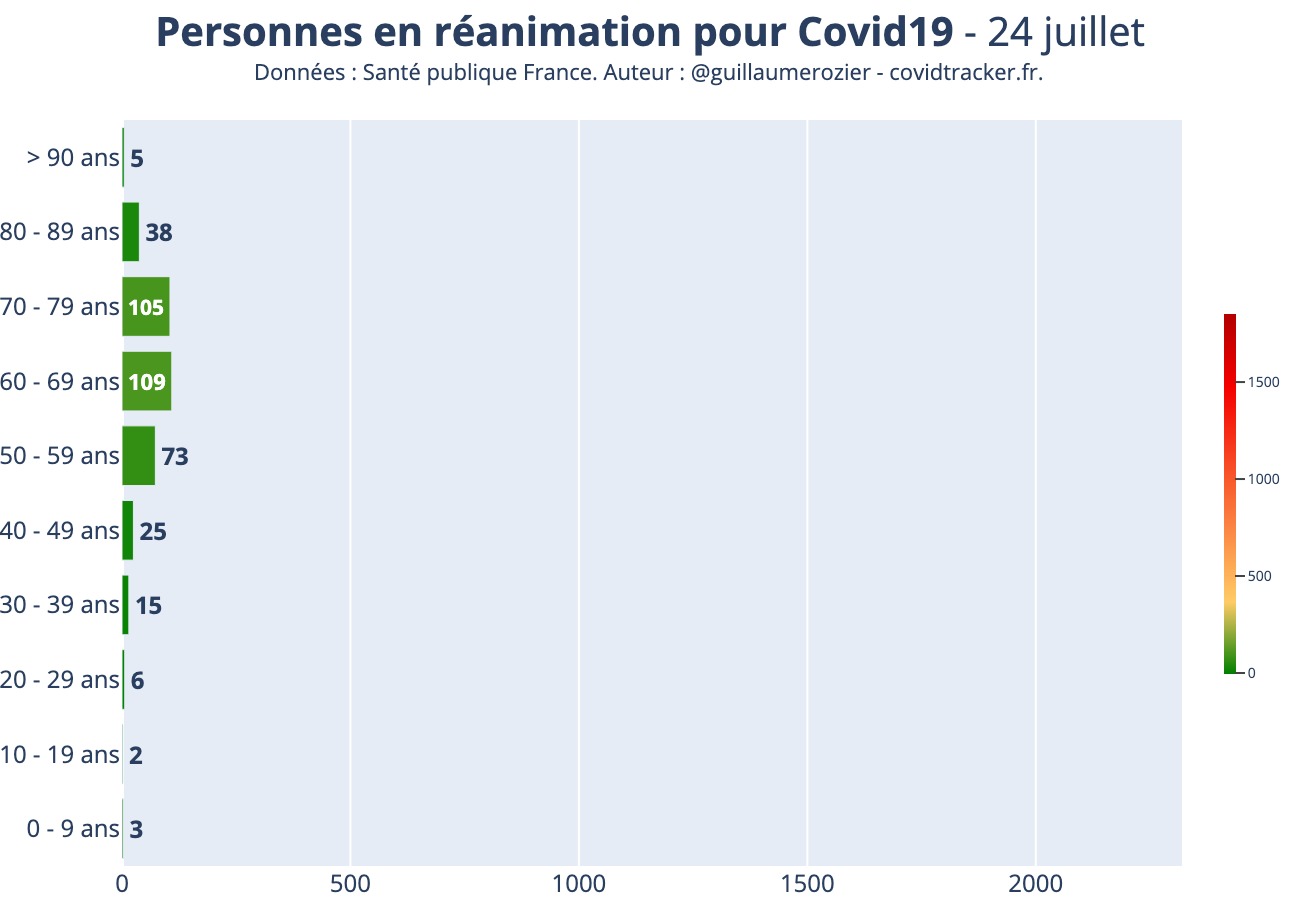 Personnes en réanimation pour Covid19 - 24 juillet
Données : Santé publique France. Auteur : @guillaumerozier - covidtracker.fr.
> 90 ans 5
80 - 89 ans 38
70 - 79 ans 105
60 - 69 ans 109
50 - 59 ans 73
40 - 49 ans 25
30 - 39 ans 15
20 - 29 ans 6
10 - 19 ans 2
0 - 9 ans 3
0 500 1000 1500 2000
1500
1000
500
0